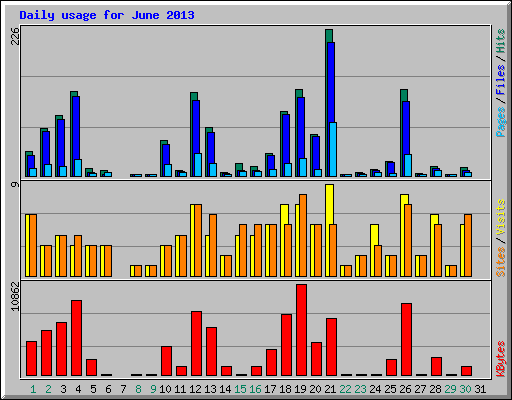 Daily usage for June 2013
226
Pages / Files / Hits
9
Sites / Visits
10862
KBytes
1 2 3 4 5 6 7 8 9 10 11 12 13 14 15 16 17 18 19 20 21 22 23 24 25 26 27 28 29 30 31